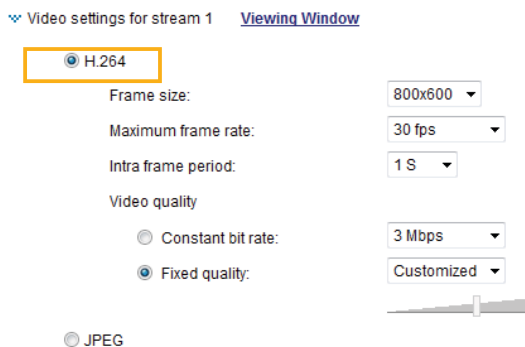 Video settings for stream 1 Viewing Window
H.264
Frame size: 800x600
Maximum frame rate: 30 fps
Intra frame period: 1 S
Video quality
Constant bit rate: 3 Mbps
Fixed quality: Customized
JPEG